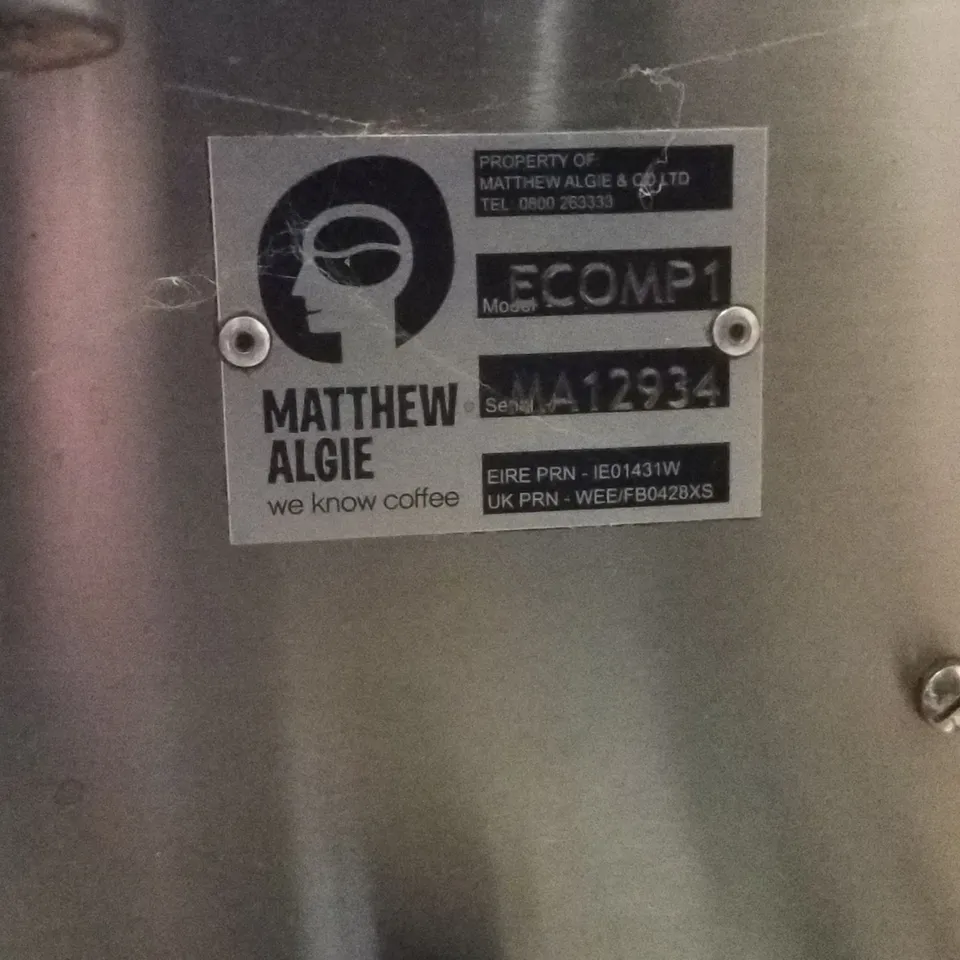 PROPERTY OF
MATTHEW ALGIE & CO LTD
TEL 0800 263333
Model ECOMP1
Serial MA12934
EIRE PRN - IE01431W
UK PRN - WEE/FB0428XS
MATTHEW
ALGIE
we know coffee